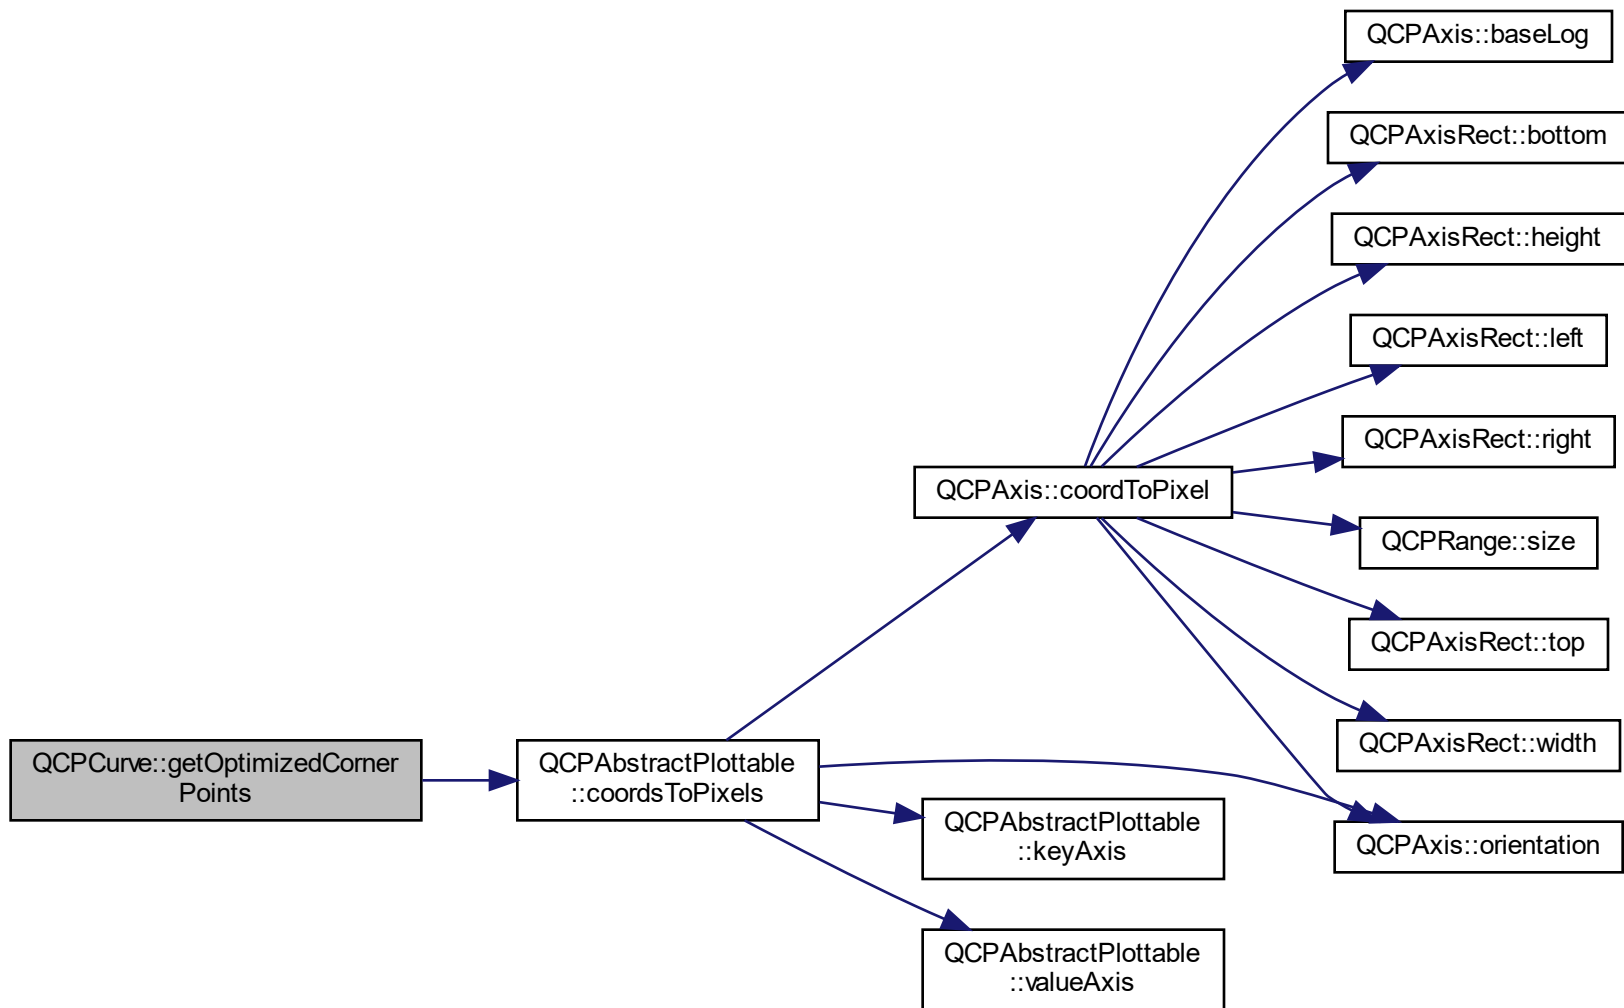 QCPAxis::baseLog
QCPAxisRect::bottom
QCPAxisRect::height
QCPAxisRect::left
QCPAxisRect::right
QCPAxis::coordToPixel
QCPRange::size
QCPAxisRect::top
QCPAxisRect::width
QCPCurve::getOptimizedCorner
Points
QCPAbstractPlottable
::coordsToPixels
QCPAbstractPlottable
::keyAxis
QCPAxis::orientation
QCPAbstractPlottable
::valueAxis